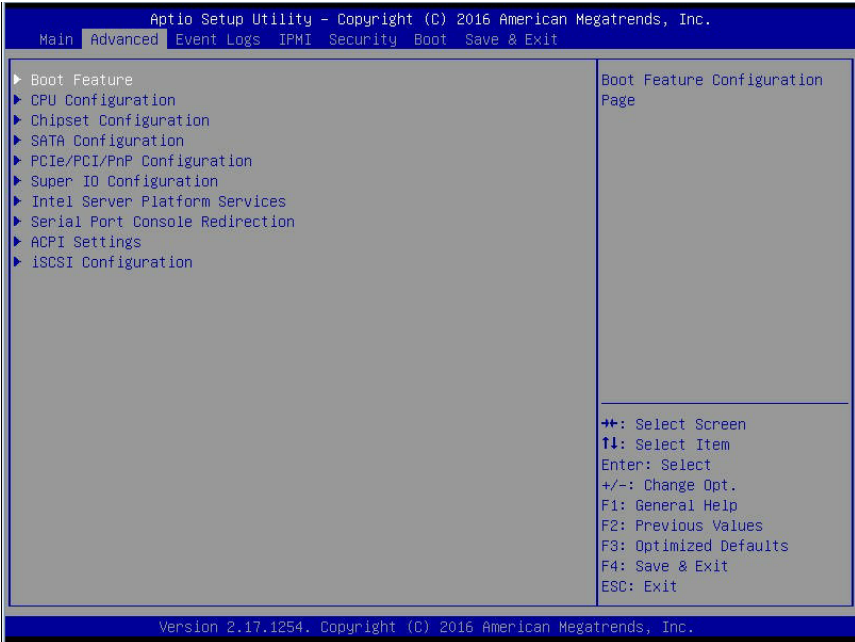 Aptio Setup Utility – Copyright (C) 2016 American Megatrends, Inc.
Main Advanced Event Logs IPMI Security Boot Save & Exit
Boot Feature
CPU Configuration
Chipset Configuration
SATA Configuration
PCIe/PCI/PnP Configuration
Super IO Configuration
Intel Server Platform Services
Serial Port Console Redirection
ACPI Settings
iSCSI Configuration
Boot Feature Configuration
Page
→←: Select Screen
↑↓: Select Item
Enter: Select
+/-: Change Opt.
F1: General Help
F2: Previous Values
F3: Optimized Defaults
F4: Save & Exit
ESC: Exit
Version 2.17.1254. Copyright (C) 2016 American Megatrends, Inc.